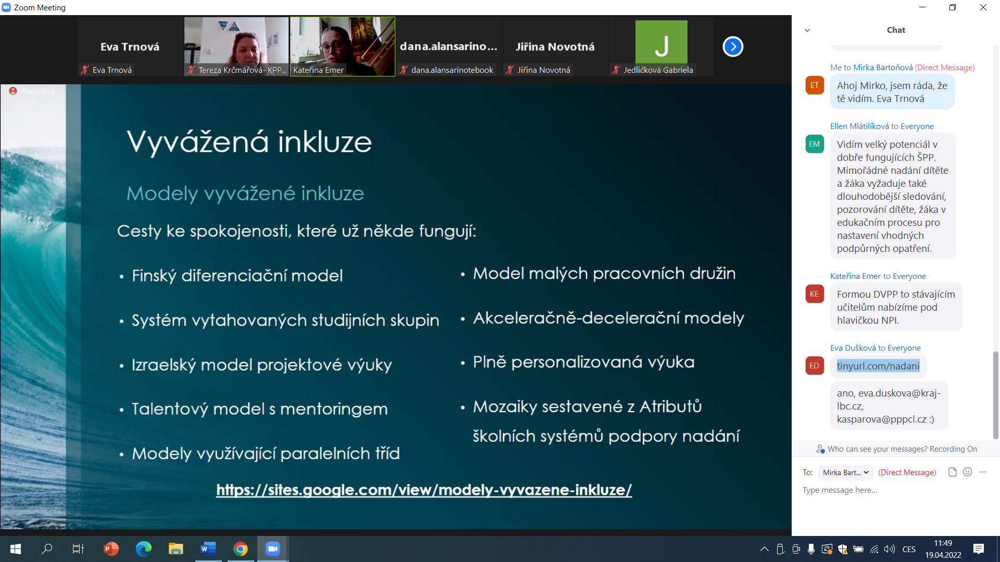 Zoom Meeting
Eva Trnová
Eva Trnová
Tereza Krčmářová- KPP...
Kateřina Emer
dana.alansarino...
dana.alansarinotebook
Jiřina Novotná
Jiřina Novotná
J
Jedličková Gabriela
Recording
Vyvážená inkluze
Modely vyvážené inkluze
Cesty ke spokojenosti, které už někde fungují:
• Finský diferenciační model
• Systém vytahovaných studijních skupin
• Izraelský model projektové výuky
• Talentový model s mentoringem
• Modely využívající paralelních tříd
• Model malých pracovních družin
• Akceleračně-decelerační modely
• Plně personalizovaná výuka
• Mozaiky sestavené z Atributů
školních systémů podpory nadání
https://sites.google.com/view/modely-vyvazene-inkluze/
Chat
Me to Mirka Bartoňová (Direct Message)
ET
Ahoj Mirko, jsem ráda, že
tě vidím. Eva Trnová
Ellen Mlátilíková to Everyone
EM
Vidím velký potenciál v
dobře fungujících ŠPP.
Mimořádné nadání dítěte
a žáka vyžaduje také
dlouhodobější sledování,
pozorování dítěte, žáka v
edukačním procesu pro
nastavení vhodných
podpůrných opatření.
Kateřina Emer to Everyone
KE
Formou DVPP to stávajícím
učitelům nabízíme pod
hlavičkou NPI.
Eva Dušková to Everyone
ED
tinyurl.com/nadani
ano, eva.duskova@kraj-
lbc.cz,
kasparova@pppcl.cz :)
Who can see your messages? Recording On
To: Mirka Bart... (Direct Message)
Type message here...
CES
11:49
19.04.2022